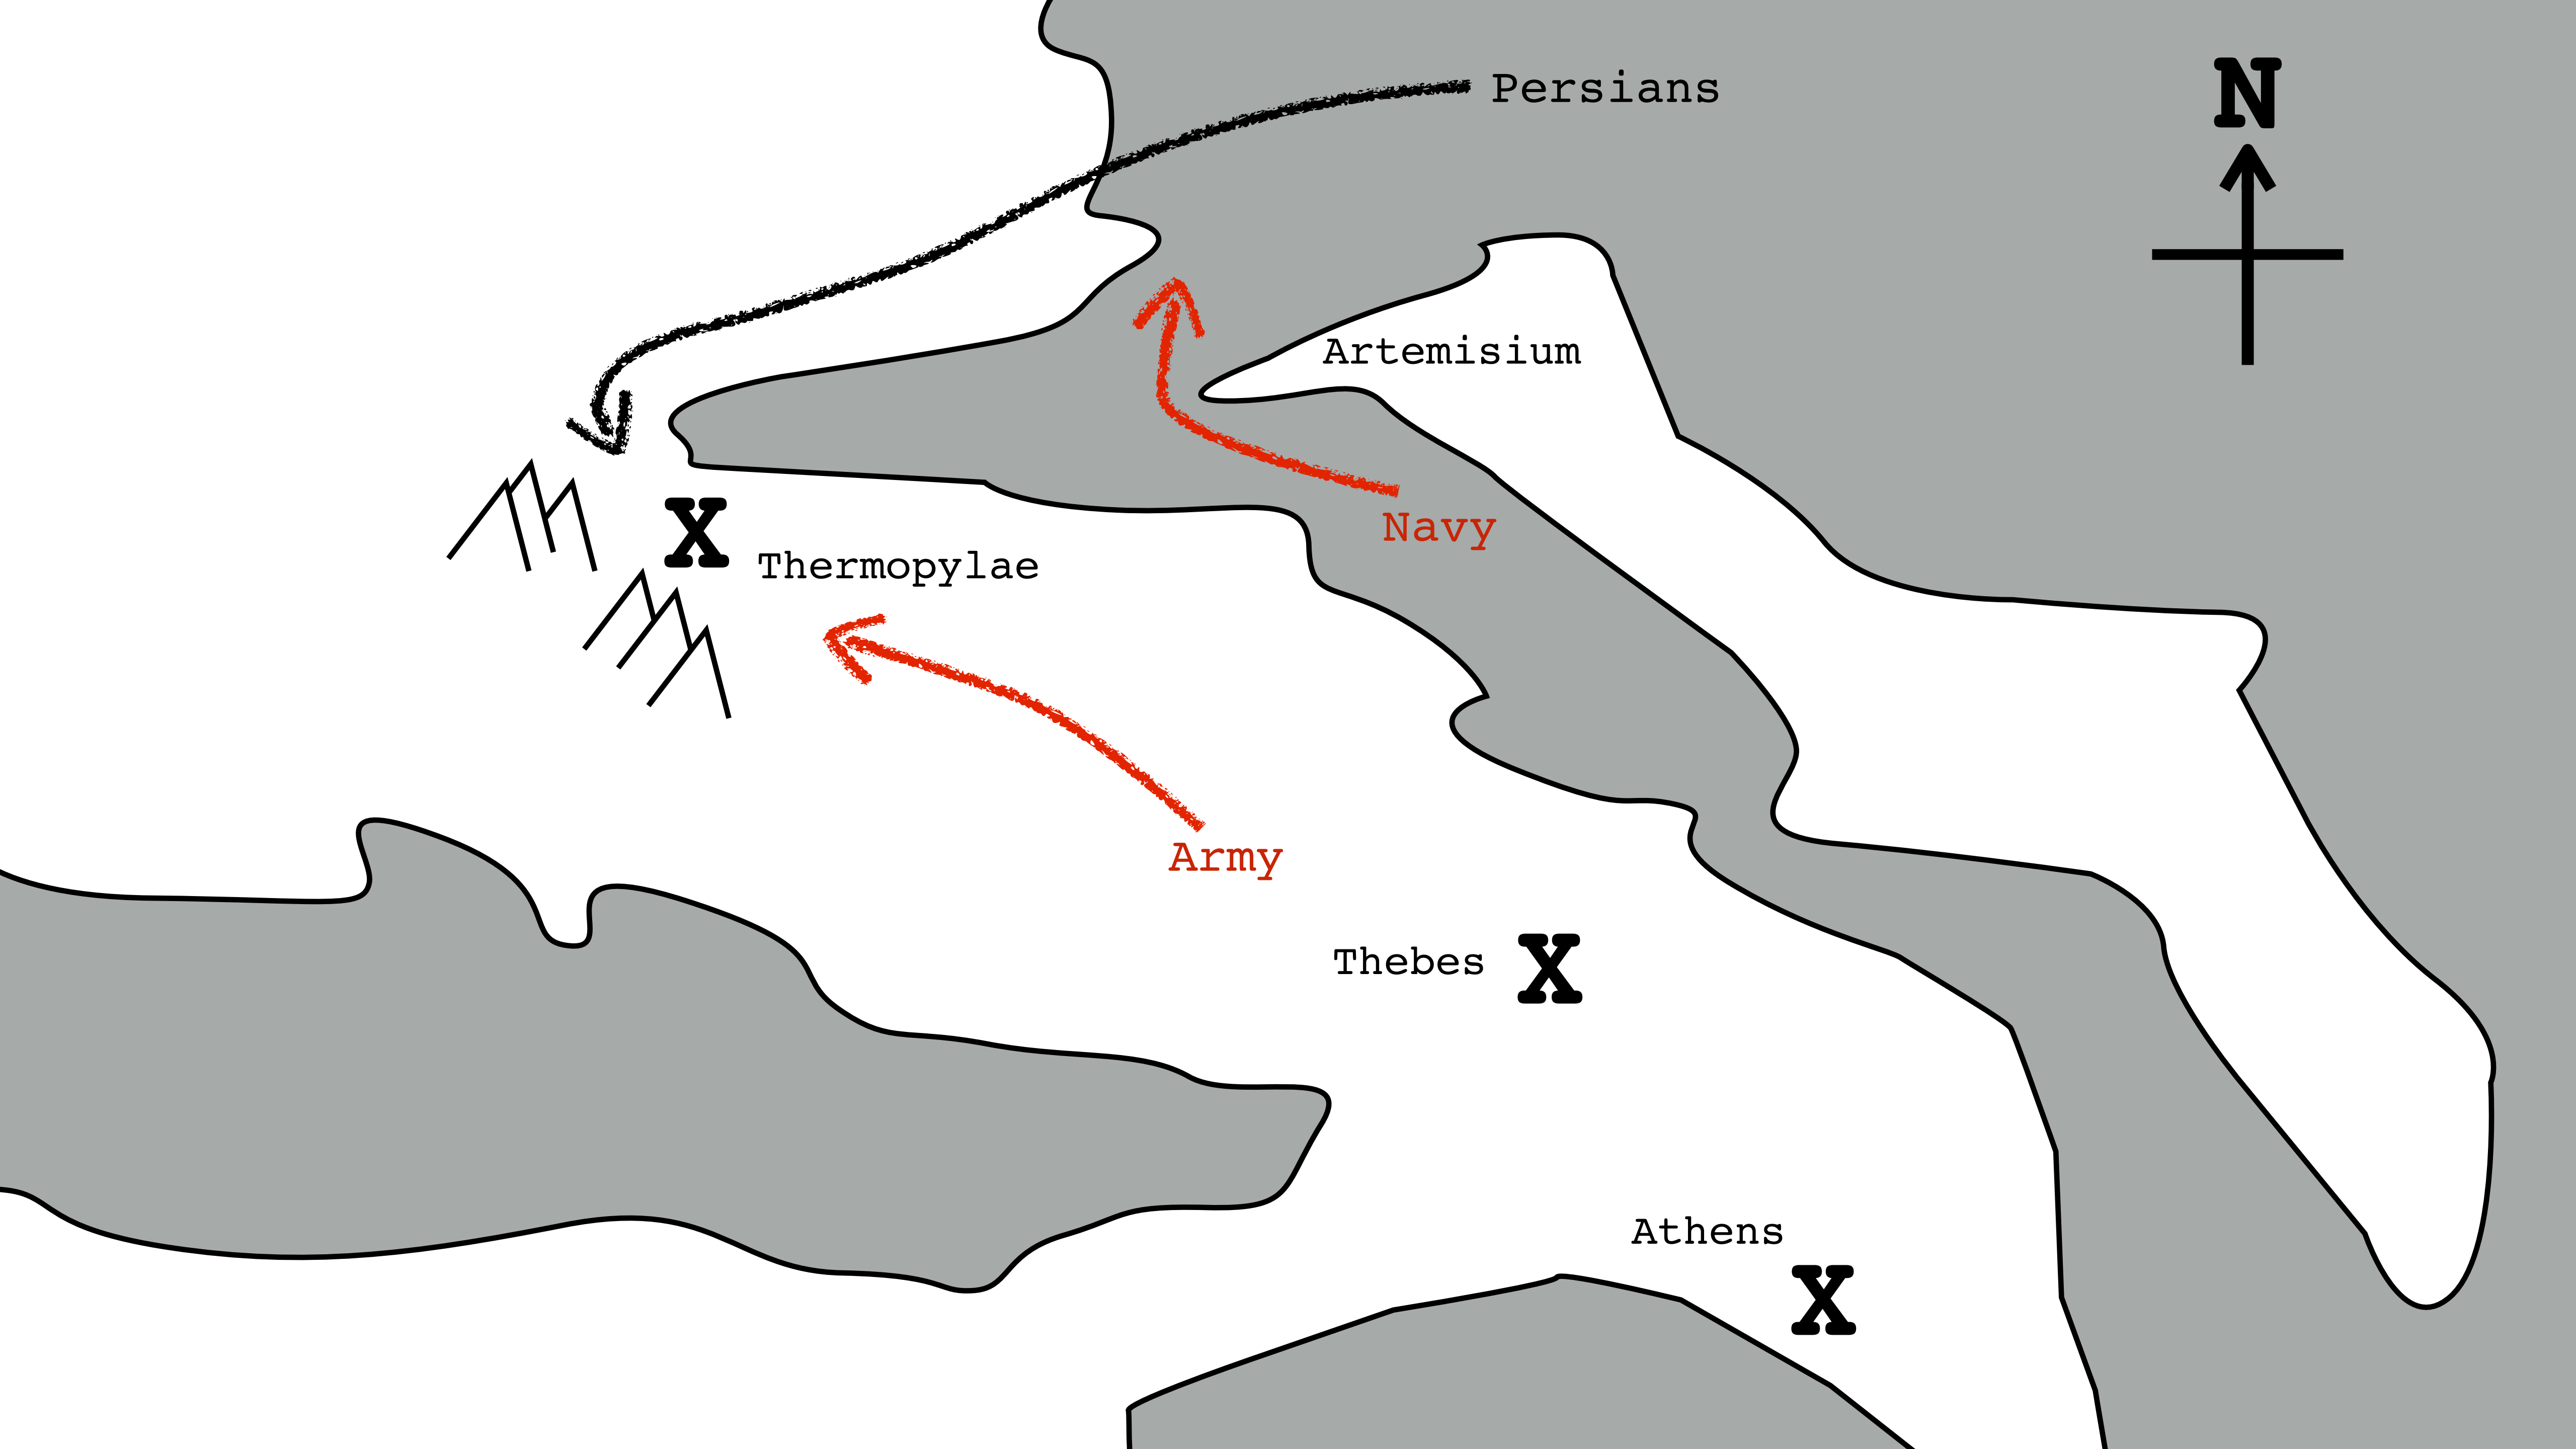 N
Persians
Artemisium
X
Thermopylae
Navy
Army
Thebes X
Athens
X